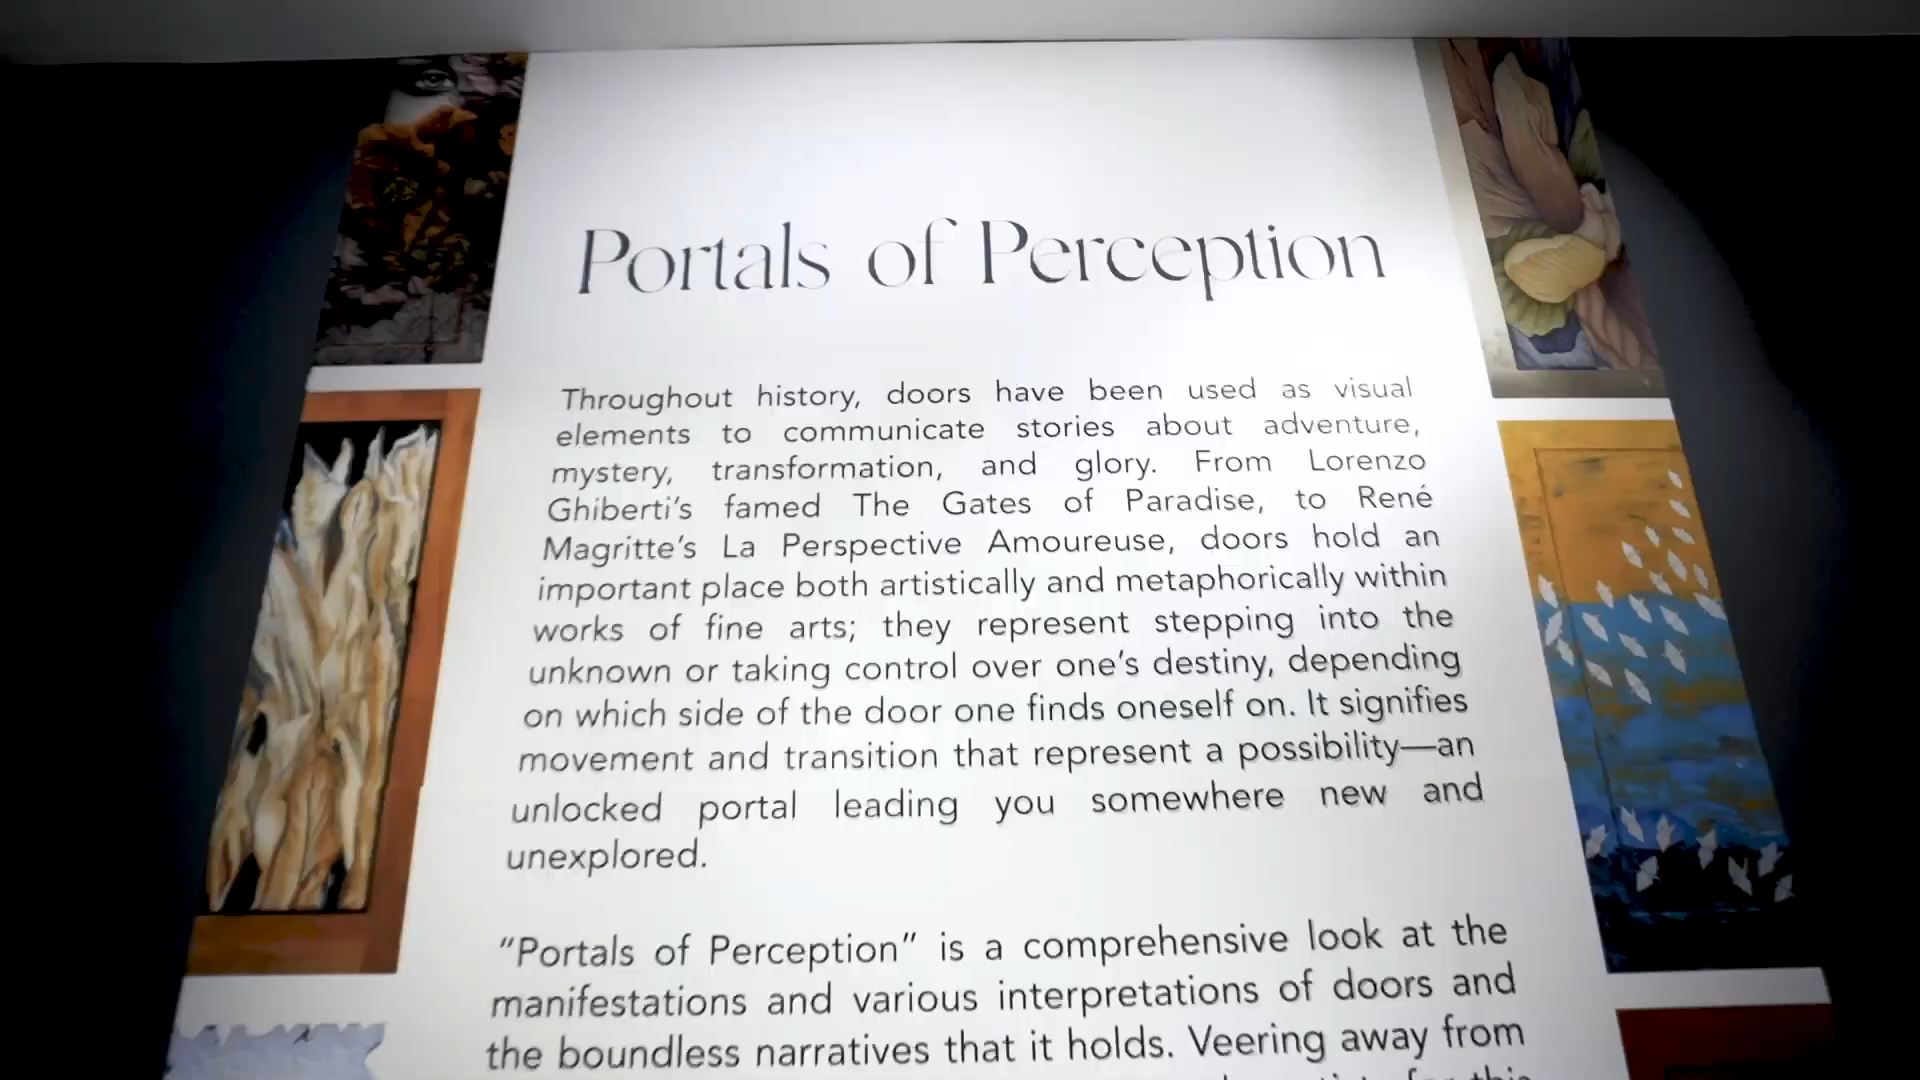 Portals of Perception
Throughout history, doors have been used as visual
elements to communicate stories about adventure,
mystery, transformation, and glory. From Lorenzo
Ghiberti's famed The Gates of Paradise, to René
Magritte's La Perspective Amoureuse, doors hold an
important place both artistically and metaphorically within
works of fine arts; they represent stepping into the
unknown or taking control over one's destiny, depending
on which side of the door one finds oneself on. It signifies
movement and transition that represent a possibility—an
unlocked portal leading you somewhere new and
unexplored.
"Portals of Perception" is a comprehensive look at the
manifestations and various interpretations of doors and
the boundless narratives that it holds. Veering away from